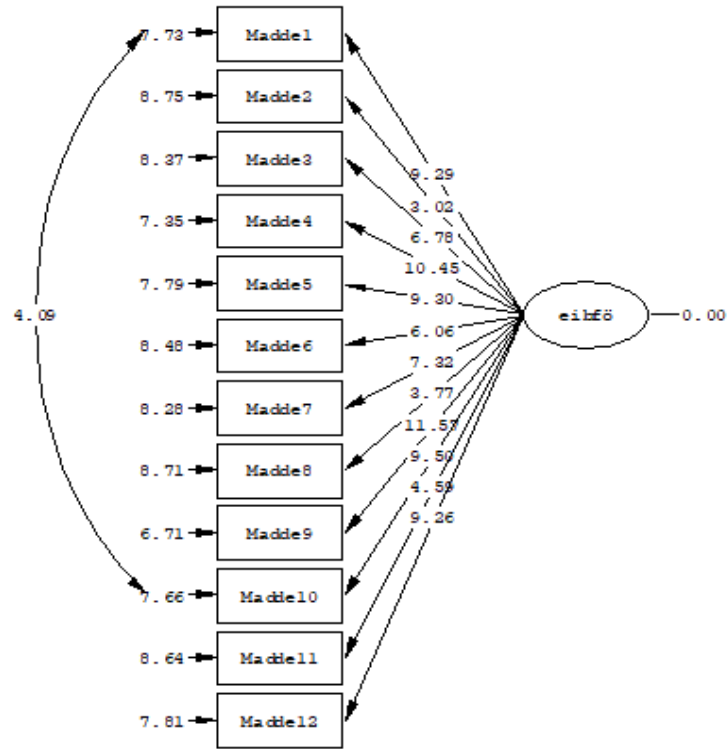 7.73 Madde1
8.75 Madde2
8.37 Madde3
9.29
3.02
7.35 Madde4
6.78
10.45
7.79 Madde5
9.30
4.09
eibfö 0.00
8.48 Madde6
6.06
7.32
8.28 Madde7
3.77
11.57
8.71 Madde8
9.50
4.59
6.71 Madde9
9.26
7.66 Madde10
8.64 Madde11
7.81 Madde12